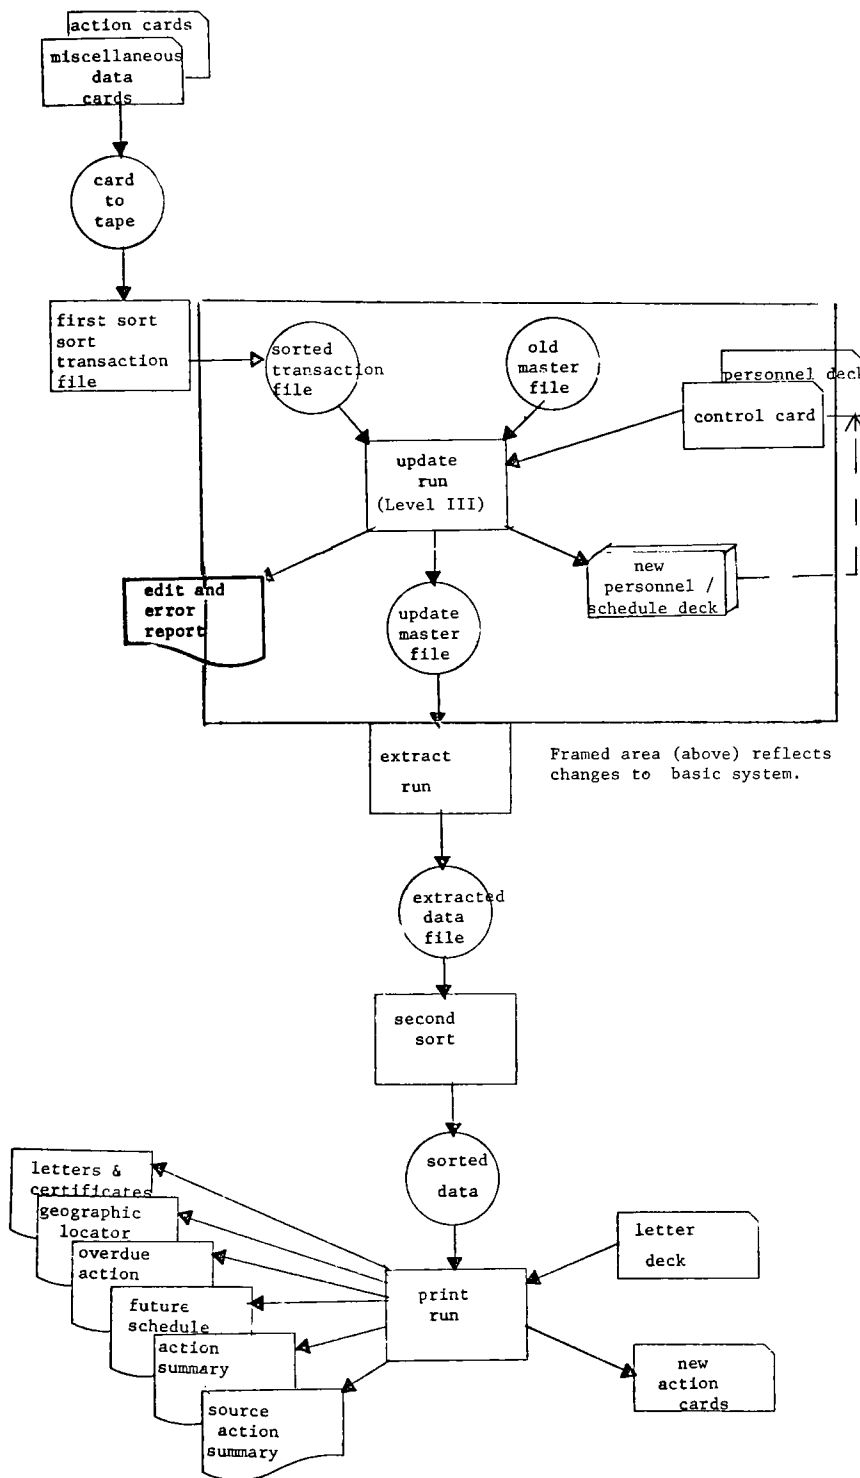 action cards
miscellaneous
data
cards
card
to
tape
first sort
sort
transaction
file
sorted
transaction
file
old
master
file
personnel deck
control card
update
run
(Level III)
edit and
error
report
update
master
file
new
personnel /
schedule deck
extract
run
Framed area (above) reflects
changes to basic system.
extracted
data
file
second
sort
sorted
data
letters &
certificates
geographic
locator
overdue
action
future
schedule
action
summary
source
action
summary
print
run
letter
deck
new
action
cards